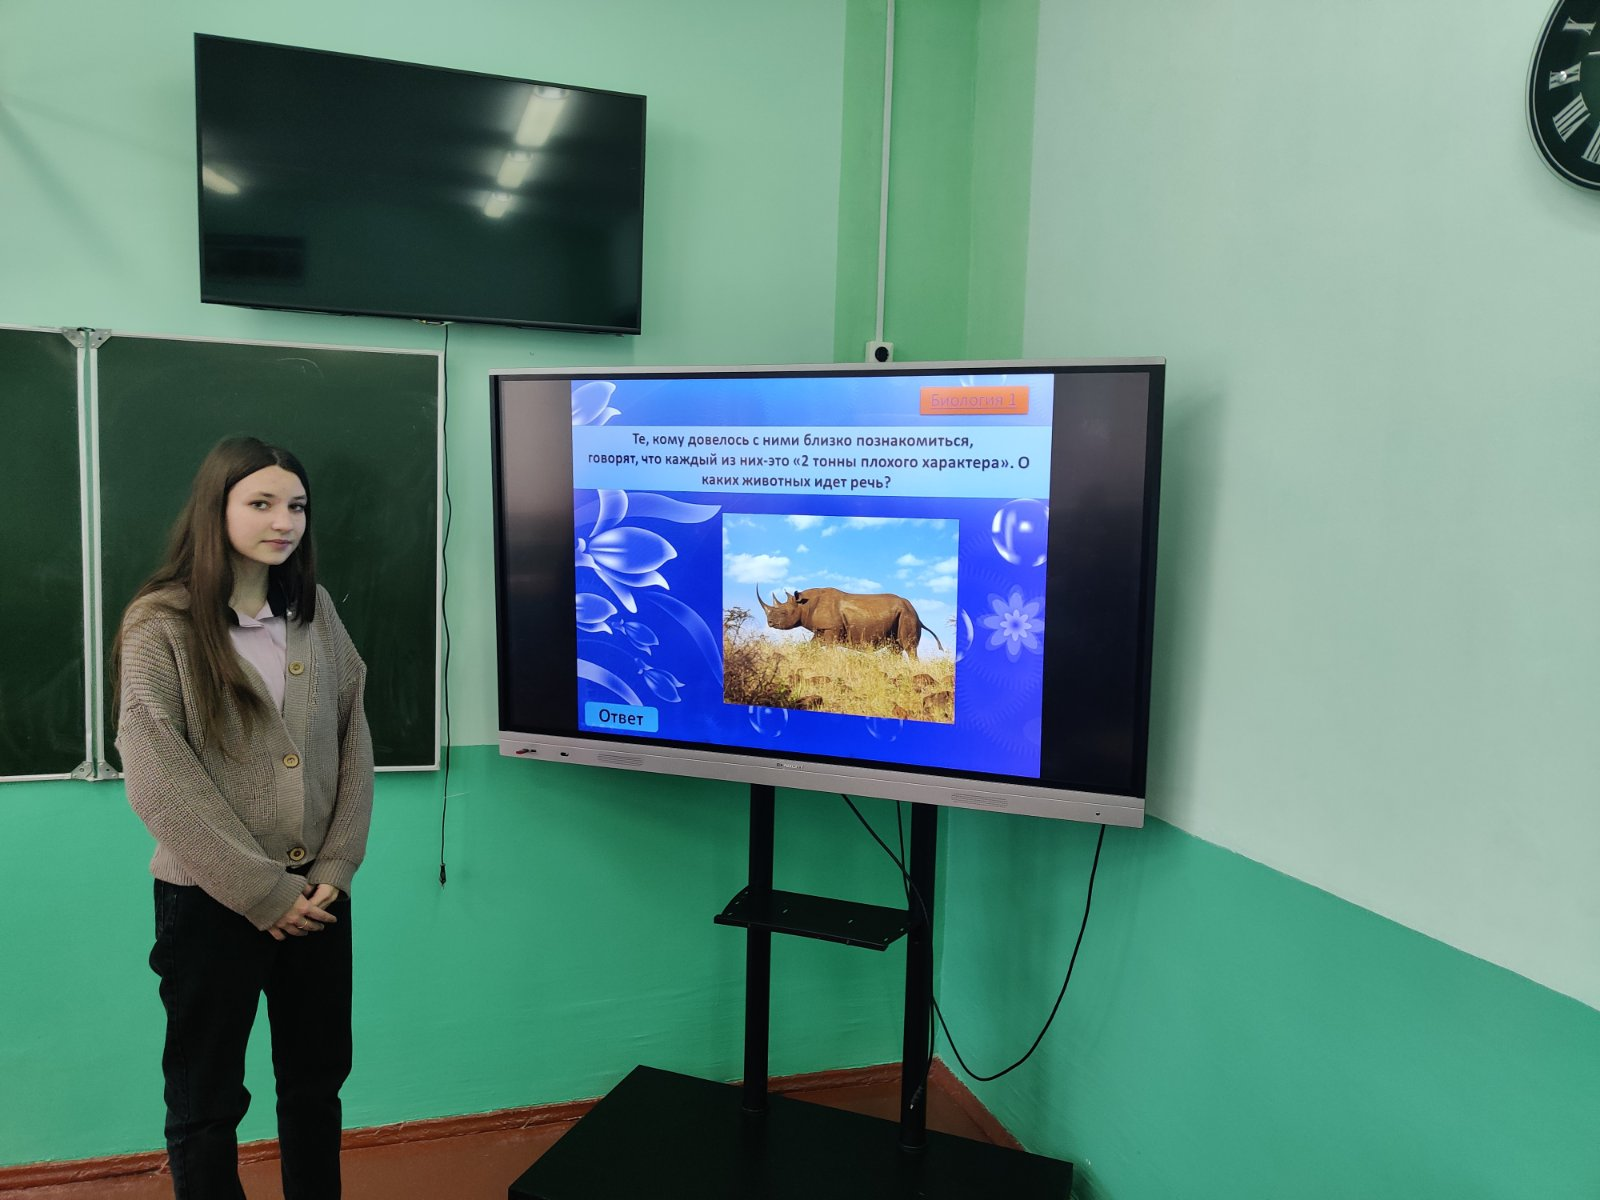 Биология 1
Те, кому довелось с ними близко познакомиться,
говорят, что каждый из них-это «2 тонны плохого характера». О
каких животных идет речь?
Ответ